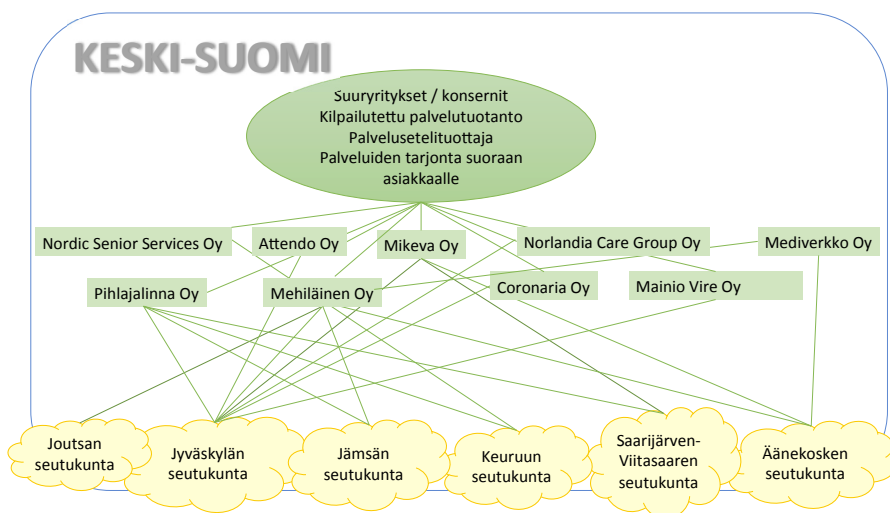 KESKI-SUOMI
Suuryritykset / konsernit
Kilpailutettu palvelutuotanto
Palvelusetelituottaja
Palveluiden tarjonta suoraan
asiakkaalle
Nordic Senior Services Oy
Attendo Oy
Mikeva Oy
Norlandia Care Group Oy
Mediverkko Oy
Pihlajalinna Oy
Mehiläinen Oy
Coronaria Oy
Mainio Vire Oy
Joutsan
seutukunta
Jyväskylän
seutukunta
Jämsän
seutukunta
Keuruun
seutukunta
Saarijärven-
Viitasaaren
seutukunta
Äänekosken
seutukunta